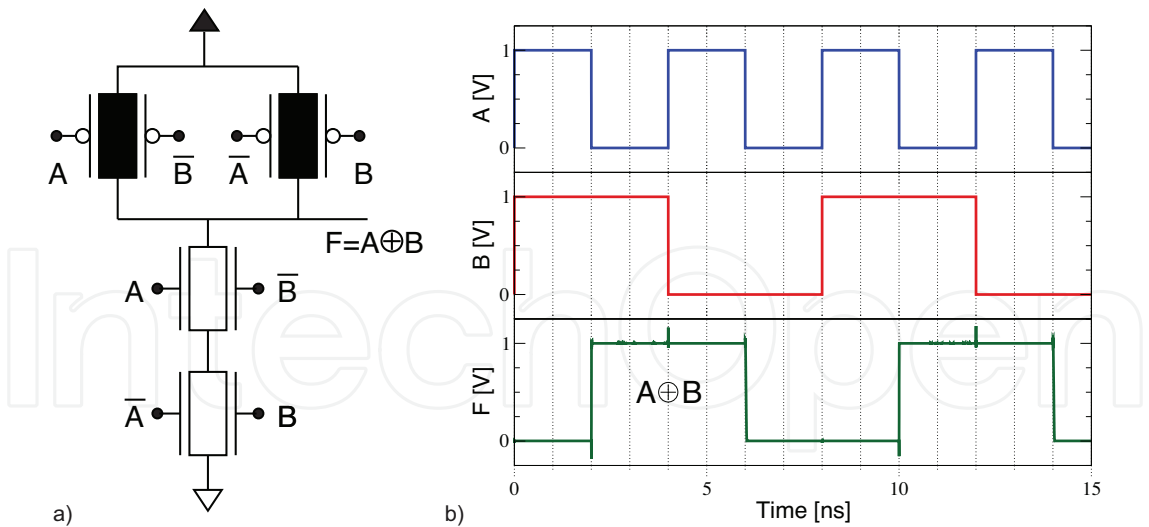 A
B̅
A̅
B
F=A⊕B
A
B̅
A̅
B
a)
A [V]
1
0
B [V]
1
0
F [V]
1
0
A⊕B
0
5
10
15
Time [ns]
b)
InTechOpen